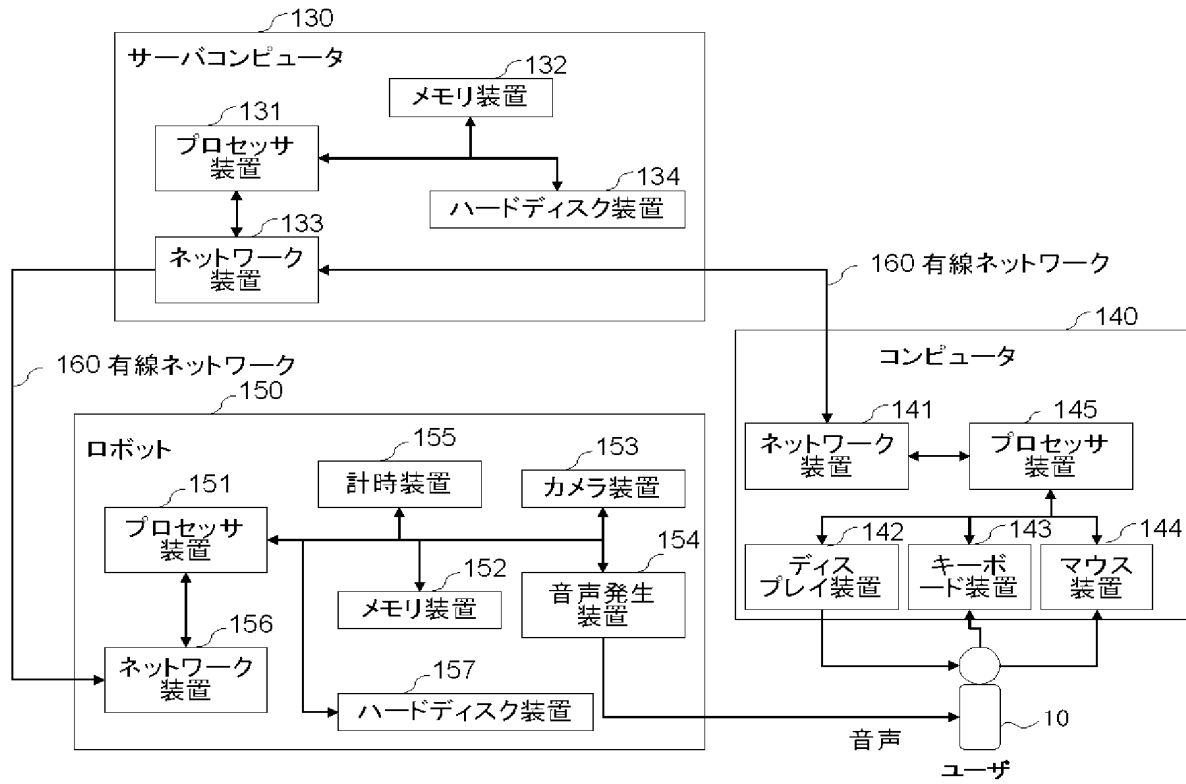 130
サーバコンピュータ
132
メモリ装置
131
プロセッサ
装置
134
ハードディスク装置
133
ネットワーク
装置
160 有線ネットワーク
140
コンピュータ
160 有線ネットワーク
150
ロボット
141
ネットワーク
装置
145
プロセッサ
装置
155
計時装置
153
カメラ装置
151
プロセッサ
装置
154
音声発生
装置
152
メモリ装置
142
ディス
プレイ装置
143
キーボ
ード装置
144
マウス
装置
156
ネットワーク
装置
157
ハードディスク装置
音声
10
ユーザ